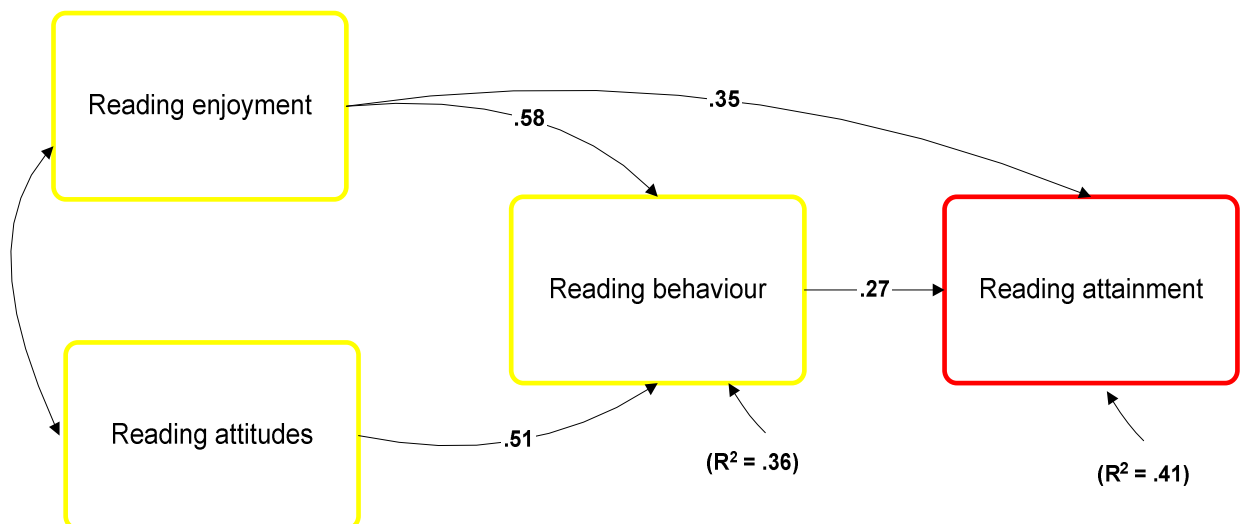 Reading enjoyment
.35
.58
Reading behaviour
.27
Reading attainment
Reading attitudes
.51
(R² = .36)
(R² = .41)